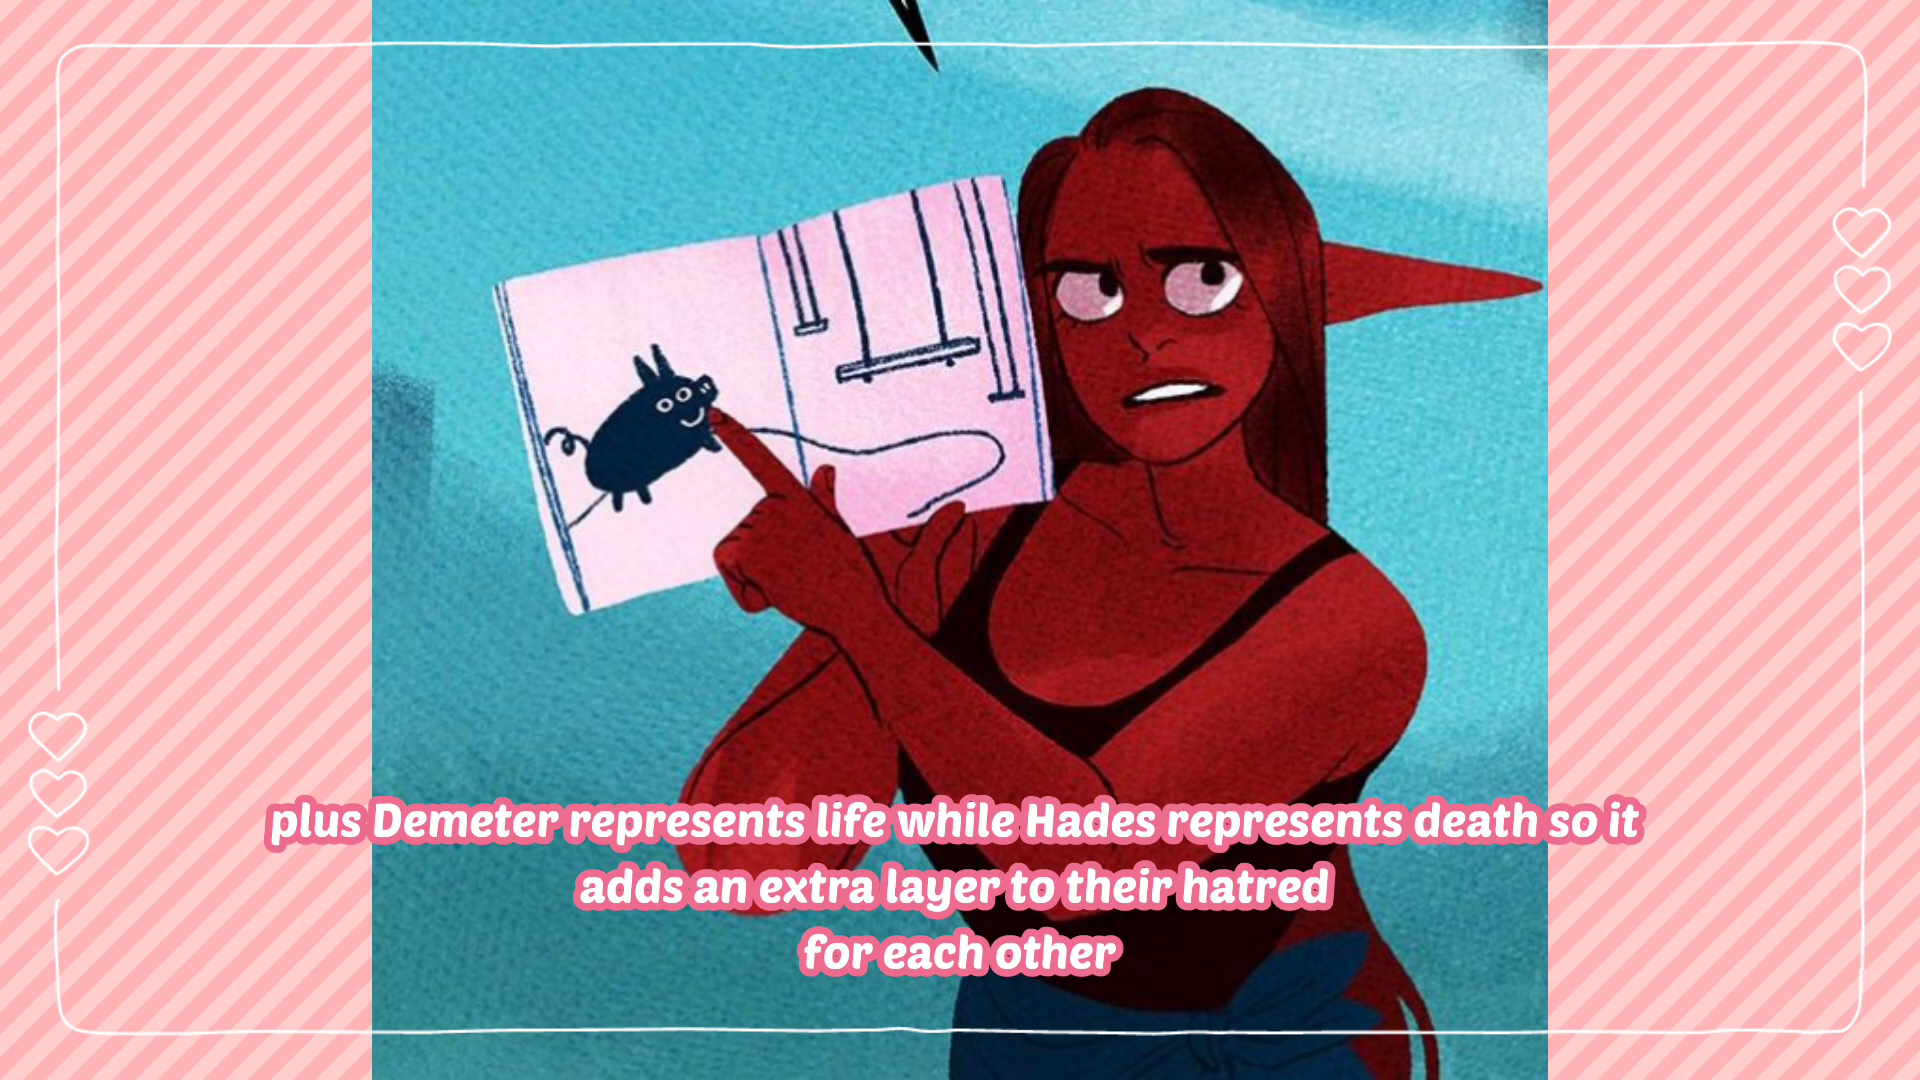 plus Demeter represents life while Hades represents death so it
adds an extra layer to their hatred
for each other